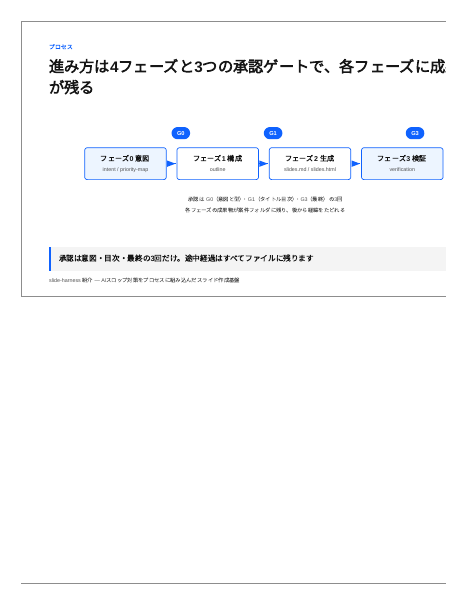 プロセス
進み方は4フェーズと3つの承認ゲートで、各フェーズに成
が残る
G0
G1
G3
フェーズ0 意図
intent / priority-map
フェーズ1 構成
outline
フェーズ2 生成
slides.md / slides.html
フェーズ3 検証
verification
承認は G0（意図と型）・G1（タイトル目次）・G3（最終）の3回
各フェーズの成果物が案件フォルダに残り、後から経緯をたどれる
承認は意図・目次・最終の3回だけ。途中経過はすべてファイルに残ります
slide-harness 紹介 — AIスロップ対策をプロセスに組み込んだスライド作成基盤